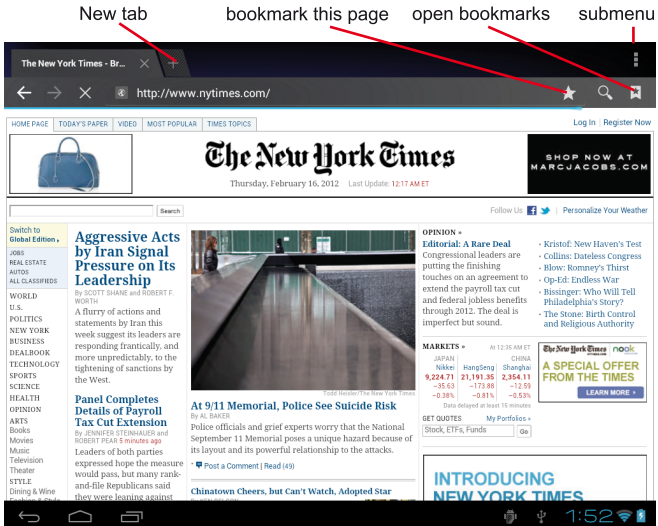 New tab
bookmark this page
open bookmarks
submenu
The New York Times - Br...
http://www.nytimes.com/
HOME PAGE
TODAY'S PAPER
VIDEO
MOST POPULAR
TIMES TOPICS
Log In | Register Now
The New York Times
Thursday, February 16, 2012 Last Update: 12:17 AM ET
SHOP NOW AT
MARCJACOBS.COM
Search
Follow Us
Personalize Your Weather
Switch to
Global Edition
JOBS
REAL ESTATE
AUTOS
ALL CLASSIFIEDS
WORLD
U.S.
POLITICS
NEW YORK
BUSINESS
DEALBOOK
TECHNOLOGY
SPORTS
SCIENCE
HEALTH
OPINION
ARTS
Books
Movies
Music
Television
Theater
STYLE
Dining & Wine
Fashion & Style
Aggressive Acts
by Iran Signal
Pressure on Its
Leadership
By SCOTT SHANE and ROBERT F.
WORTH
A flurry of actions and
statements by Iran this
week suggest its leaders are
responding frantically, and
more unpredictably, to the
tightening of sanctions by
the West.
Panel Completes
Details of Payroll
Tax Cut Extension
By JENNIFER STEINHAUER and
ROBERT PEAR 5 minutes ago
Leaders of both parties
expressed hope the measure
would pass, but many rank-
and-file Republicans said
they were leaning against
Todd Heisler/The New York Times
At 9/11 Memorial, Police See Suicide Risk
By AL BAKER
Police officials and grief experts worry that the National
September 11 Memorial poses a unique hazard because of
its layout and its powerful relationship to the attacks.
• Post a Comment | Read (49)
Chinatown Cheers, but Can't Watch, Adopted Star
OPINION »
Editorial: A Rare Deal
Congressional leaders are
putting the finishing
touches on an agreement to
extend the payroll tax cut
and federal jobless benefits
through 2012. The deal is
imperfect but sound.
• Kristof: New Haven's Test
• Collins: Dateless Congress
• Blow: Romney's Thirst
• Op-Ed: Endless War
• Bissinger: Who Will Tell
Philadelphia's Story?
• The Stone: Birth Control
and Religious Authority
MARKETS » At 12:35 AM ET
JAPAN CHINA
Nikkei HangSeng Shanghai
9,224.71 21,191.35 2,354.11
−35.63 −173.88 −12.59
−0.38% −0.81% −0.53%
Data delayed at least 15 minutes
GET QUOTES My Portfolios »
Stock, ETFs, Funds Go
The New York Times nook
A SPECIAL OFFER
FROM THE TIMES
LEARN MORE
INTRODUCING
NEW YORK TIMES
1:52